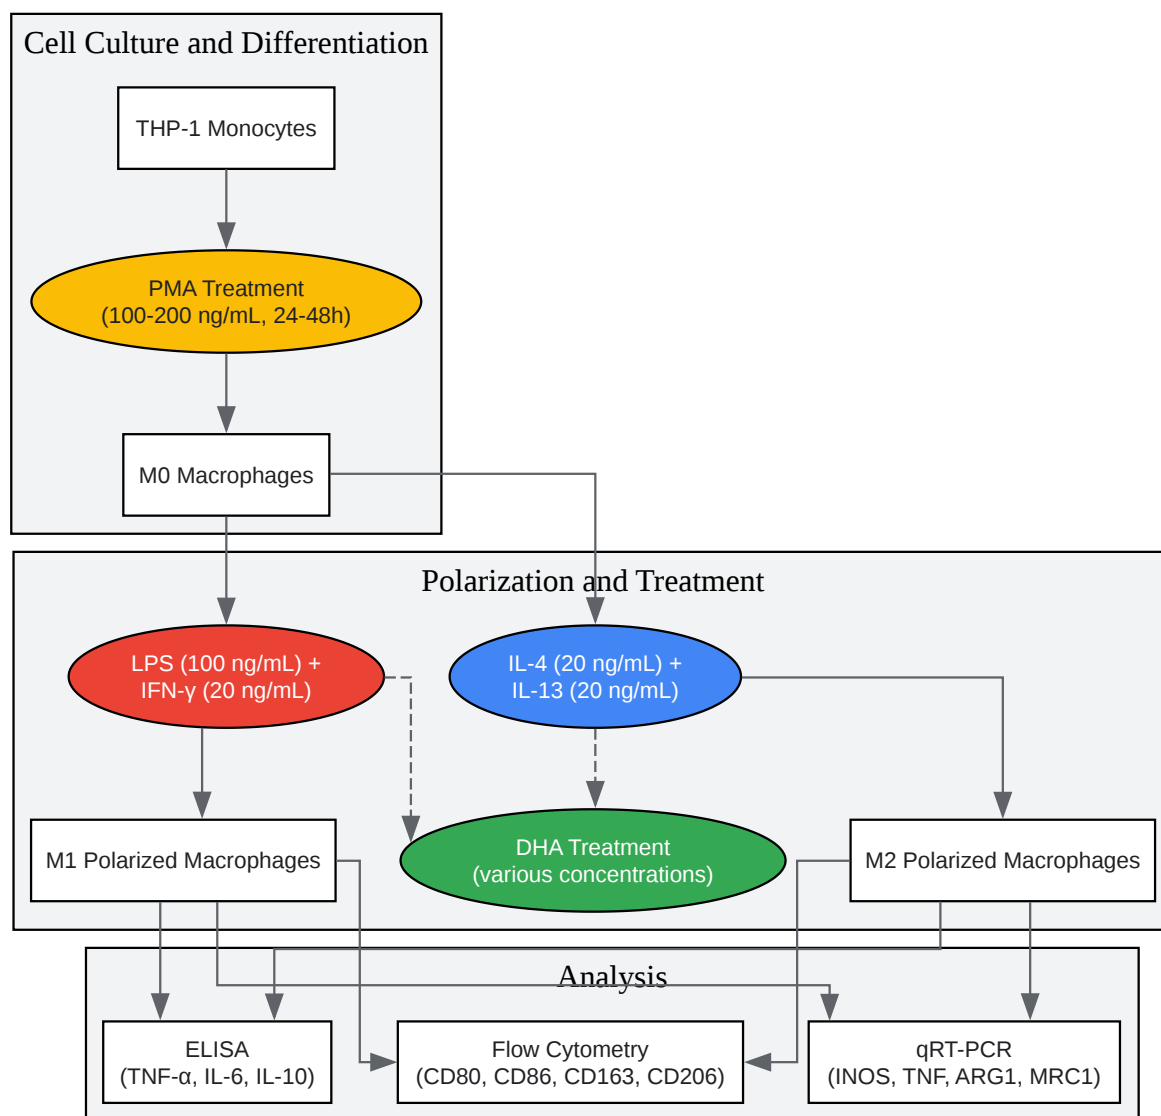 Cell Culture and Differentiation
THP-1 Monocytes
PMA Treatment
(100-200 ng/mL, 24-48h)
M0 Macrophages
Polarization and Treatment
LPS (100 ng/mL) +
IFN-γ (20 ng/mL)
IL-4 (20 ng/mL) +
IL-13 (20 ng/mL)
M1 Polarized Macrophages
DHA Treatment
(various concentrations)
M2 Polarized Macrophages
Analysis
ELISA
(TNF-α, IL-6, IL-10)
Flow Cytometry
(CD80, CD86, CD163, CD206)
qRT-PCR
(INOS, TNF, ARG1, MRC1)